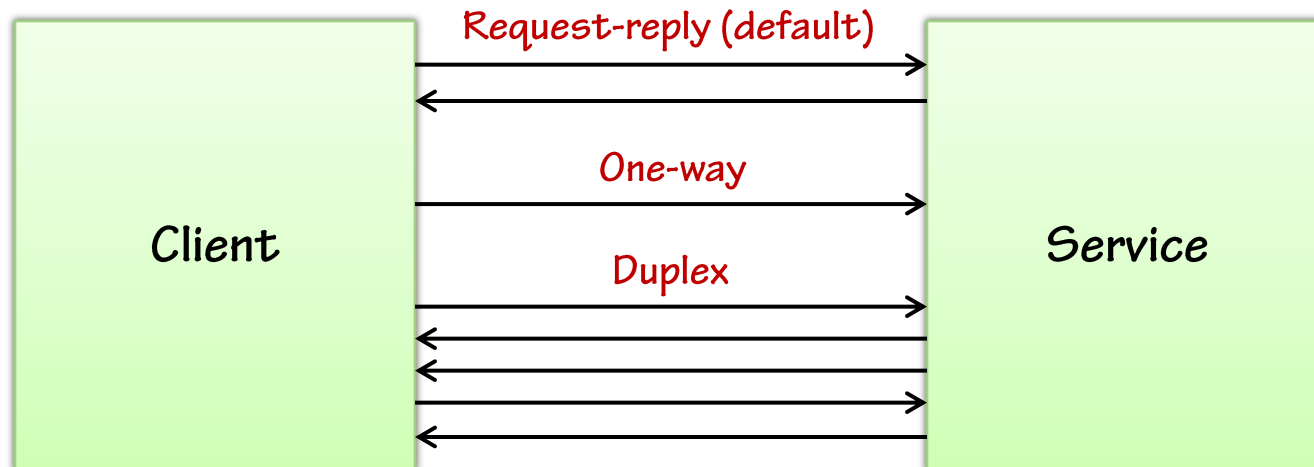 Request-reply (default)
One-way
Client
Service
Duplex